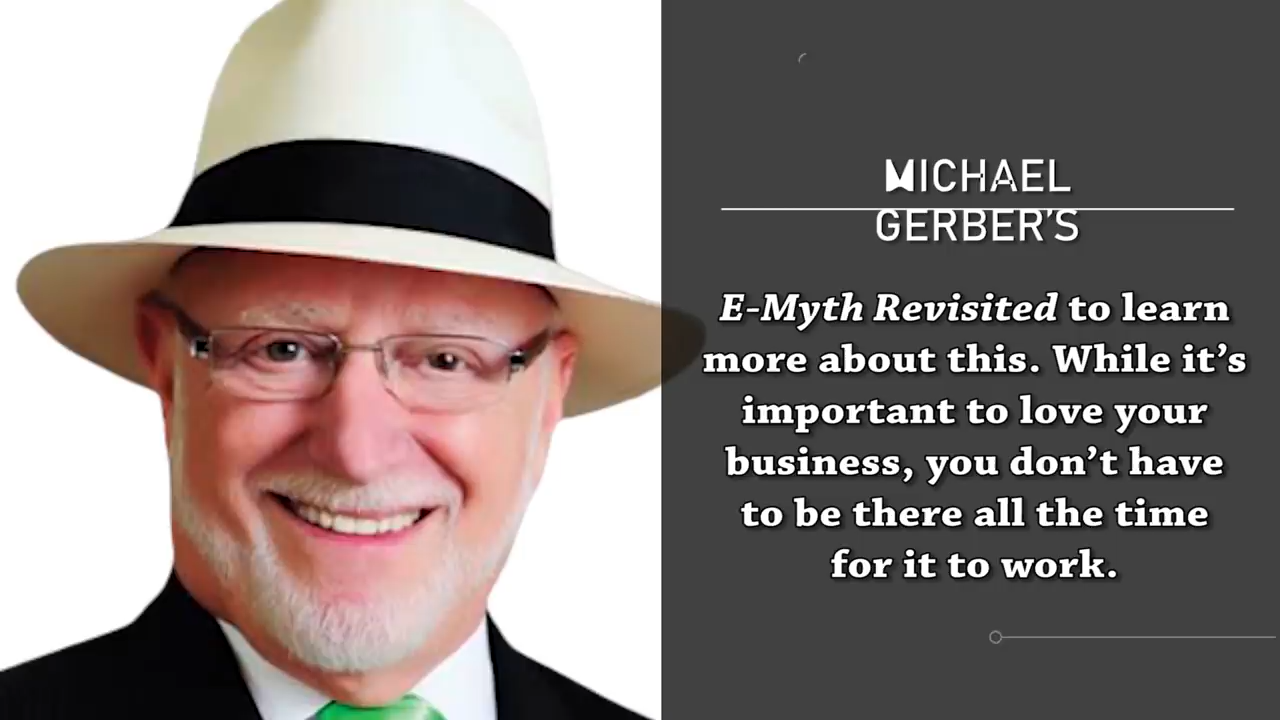 MICHAEL
GERBER'S
E-Myth Revisited to learn
more about this. While it’s
important to love your
business, you don’t have
to be there all the time
for it to work.